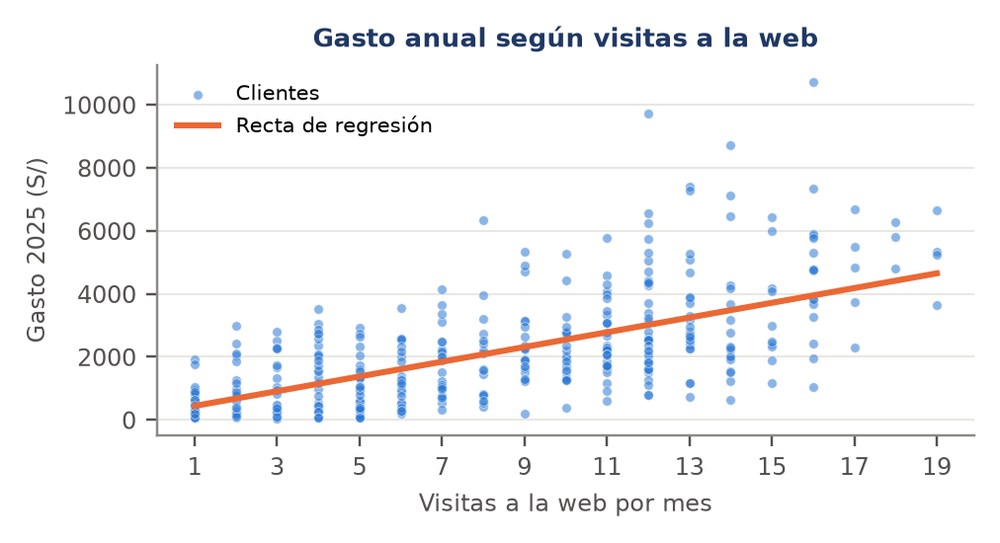 Gasto anual según visitas a la web
Clientes
Recta de regresión
Gasto 2025 (S/)
10000
8000
6000
4000
2000
0
1 3 5 7 9 11 13 15 17 19
Visitas a la web por mes